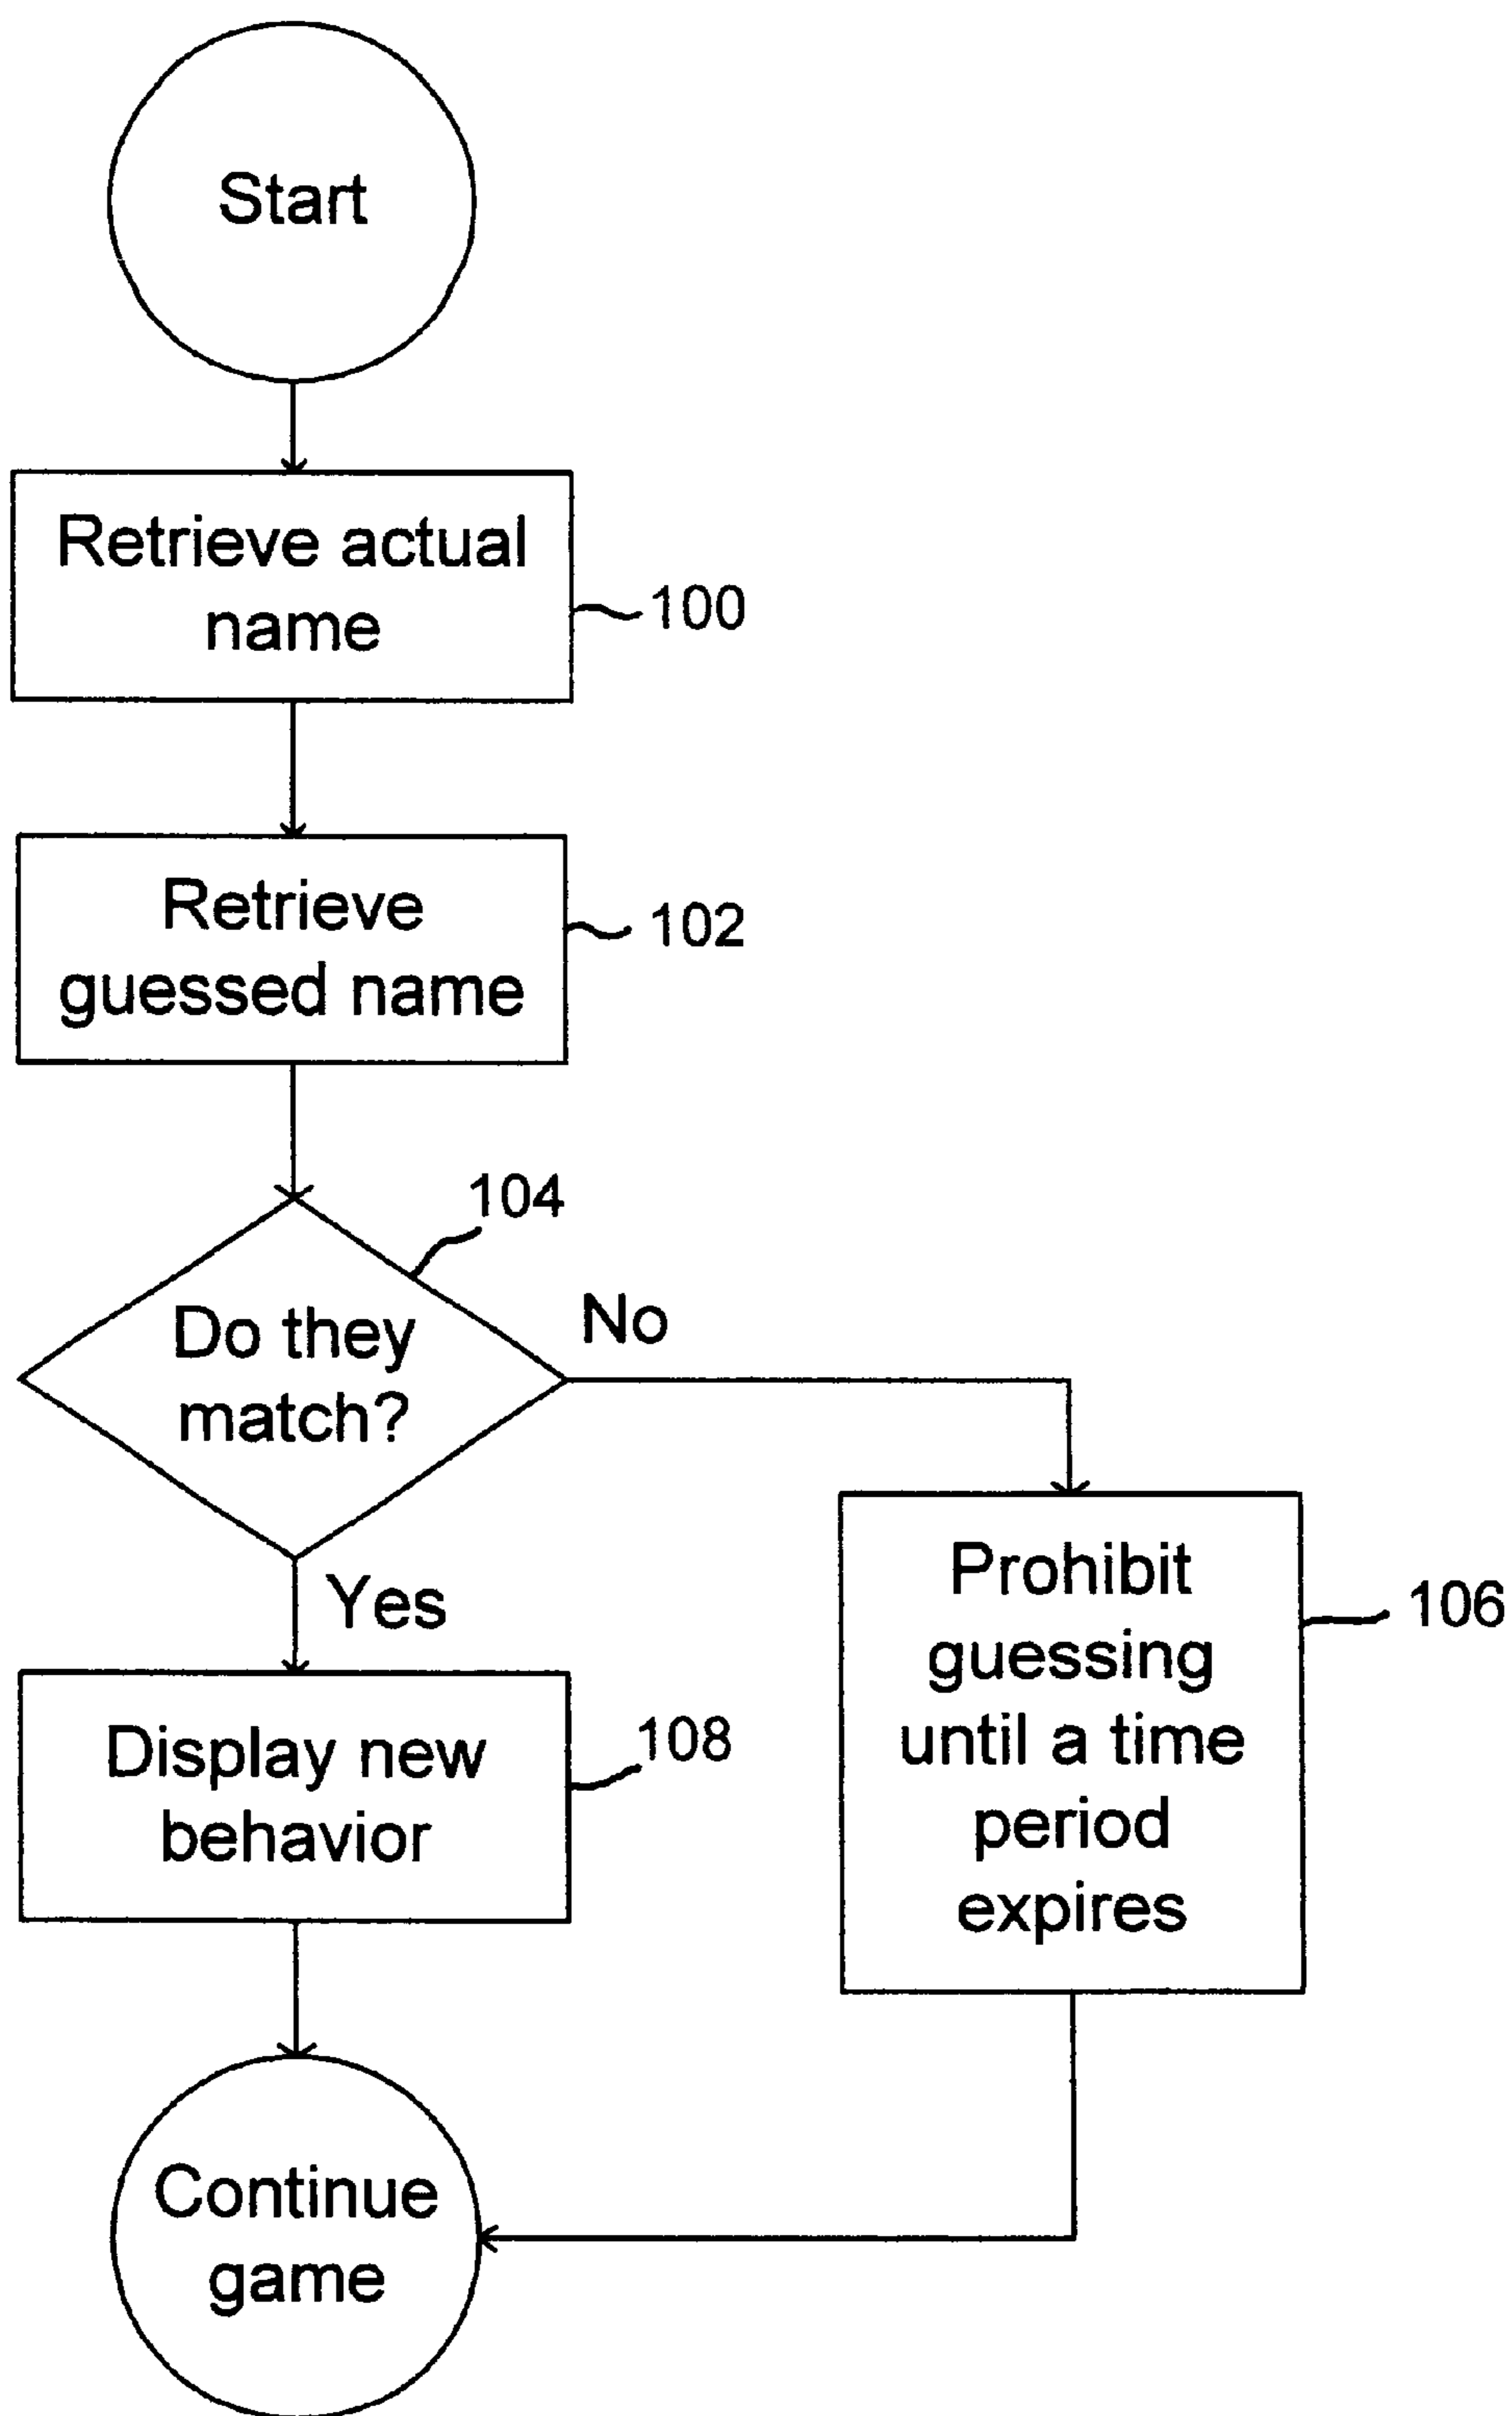 Start
Retrieve actual
name
100
Retrieve
guessed name
102
104
Do they
match?
No
Yes
Prohibit
guessing
until a time
period
expires
106
Display new
behavior
108
Continue
game